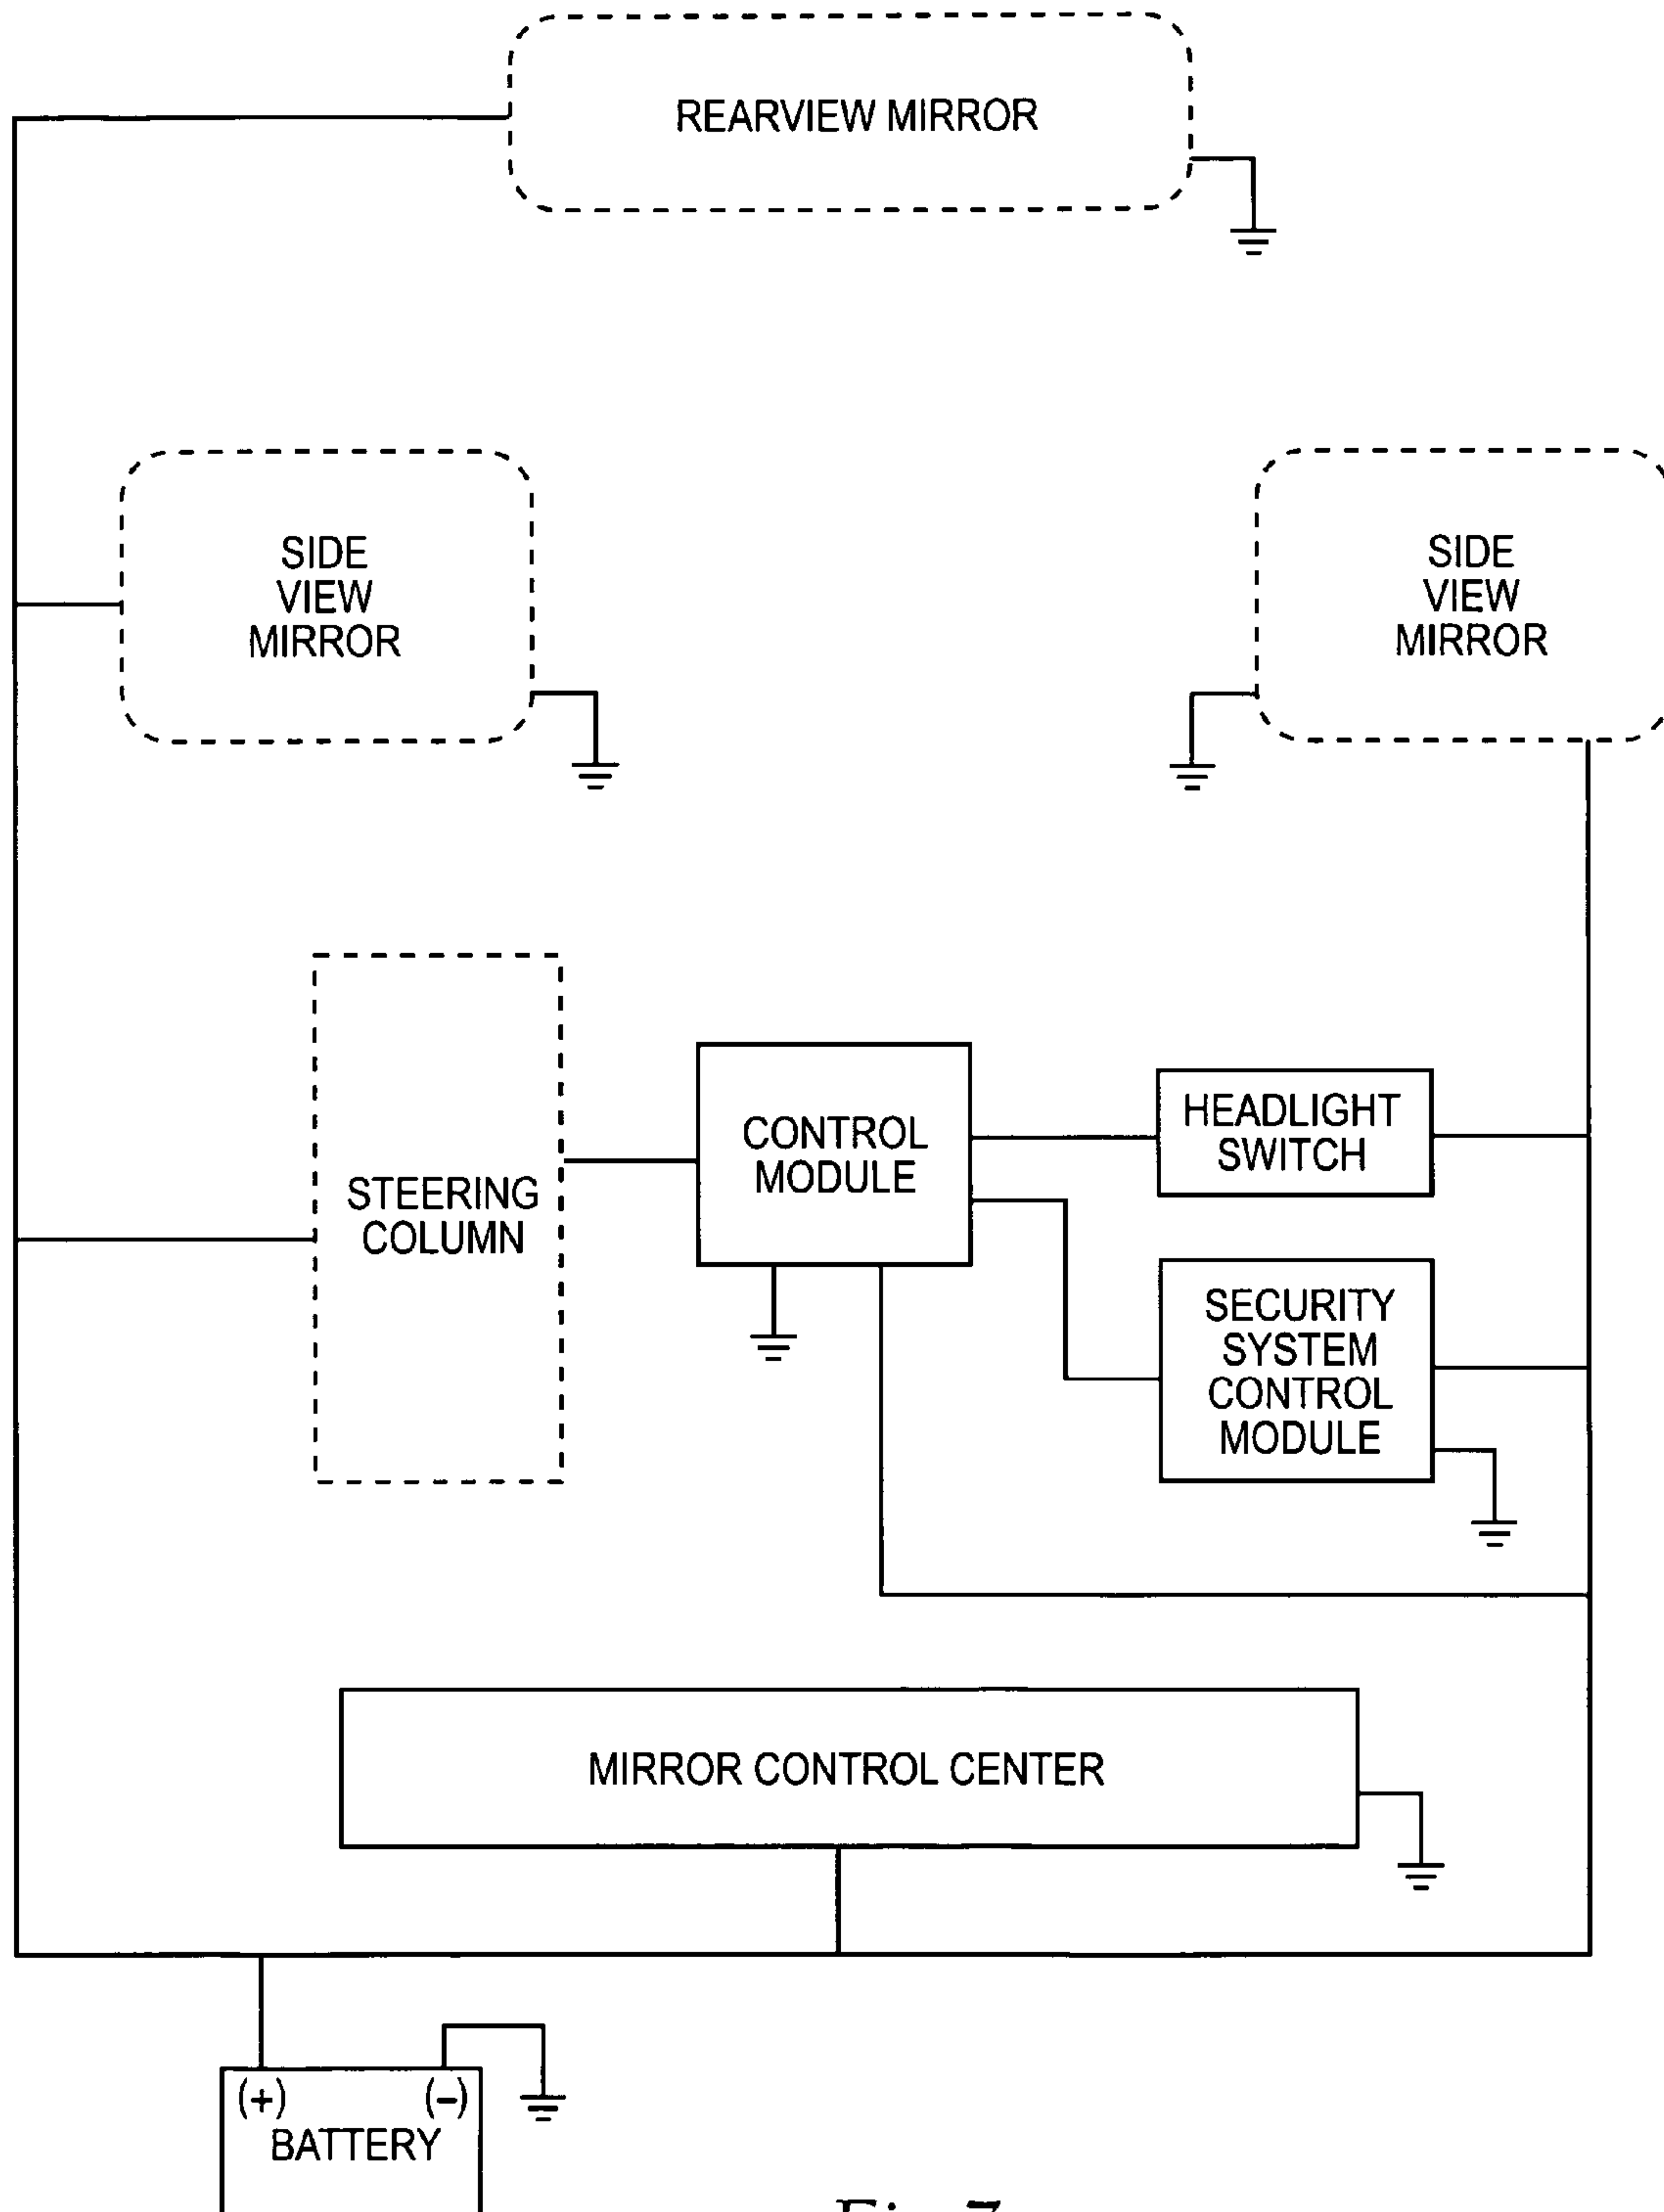 REARVIEW MIRROR
SIDE
VIEW
MIRROR
SIDE
VIEW
MIRROR
STEERING
COLUMN
CONTROL
MODULE
HEADLIGHT
SWITCH
SECURITY
SYSTEM
CONTROL
MODULE
MIRROR CONTROL CENTER
(+) (−)
BATTERY